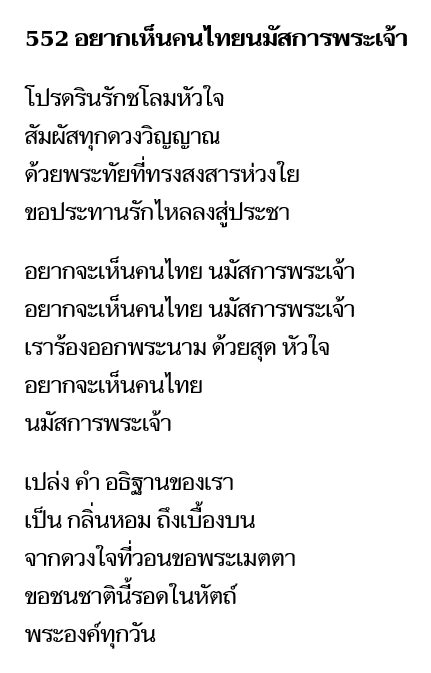 552 อยากเห็นคนไทยนมัสการพระเจ้า
โปรดรินรักชโลมหัวใจ
สัมผัสทุกดวงวิญญาณ
ด้วยพระทัยที่ทรงสงสารห่วงใย
ขอประทานรักไหลลงสู่ประชา
อยากจะเห็นคนไทย นมัสการพระเจ้า
อยากจะเห็นคนไทย นมัสการพระเจ้า
เราร้องออกพระนาม ด้วยสุด หัวใจ
อยากจะเห็นคนไทย
นมัสการพระเจ้า
เปล่ง คำ อธิฐานของเรา
เป็น กลิ่นหอม ถึงเบื้องบน
จากดวงใจที่วอนขอพระเมตตา
ขอชนชาตินี้รอดในหัตถ์
พระองค์ทุกวัน